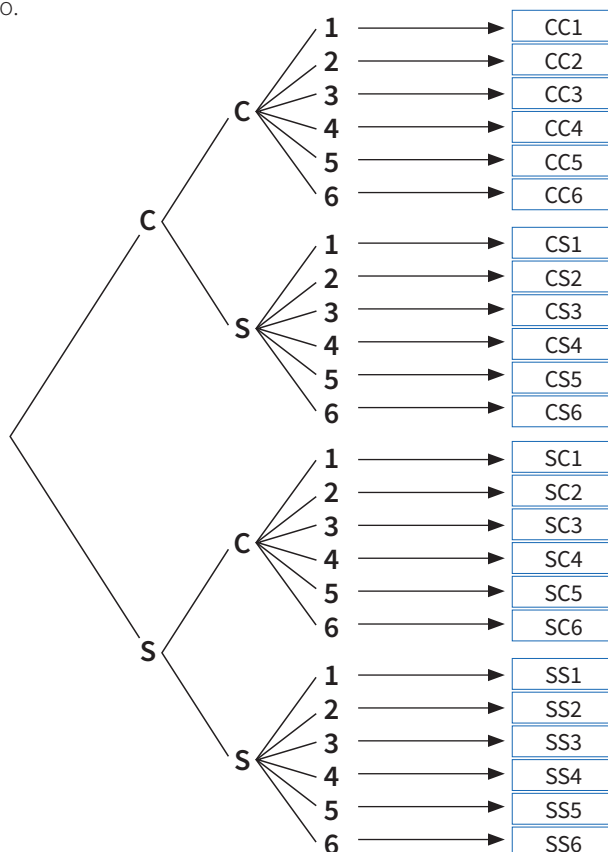 o.
1 CC1
2 CC2
3 CC3
C
4 CC4
5 CC5
6 CC6
C
1 CS1
2 CS2
3 CS3
S
4 CS4
5 CS5
6 CS6
1 SC1
2 SC2
3 SC3
C
4 SC4
5 SC5
6 SC6
S
1 SS1
2 SS2
3 SS3
S
4 SS4
5 SS5
6 SS6